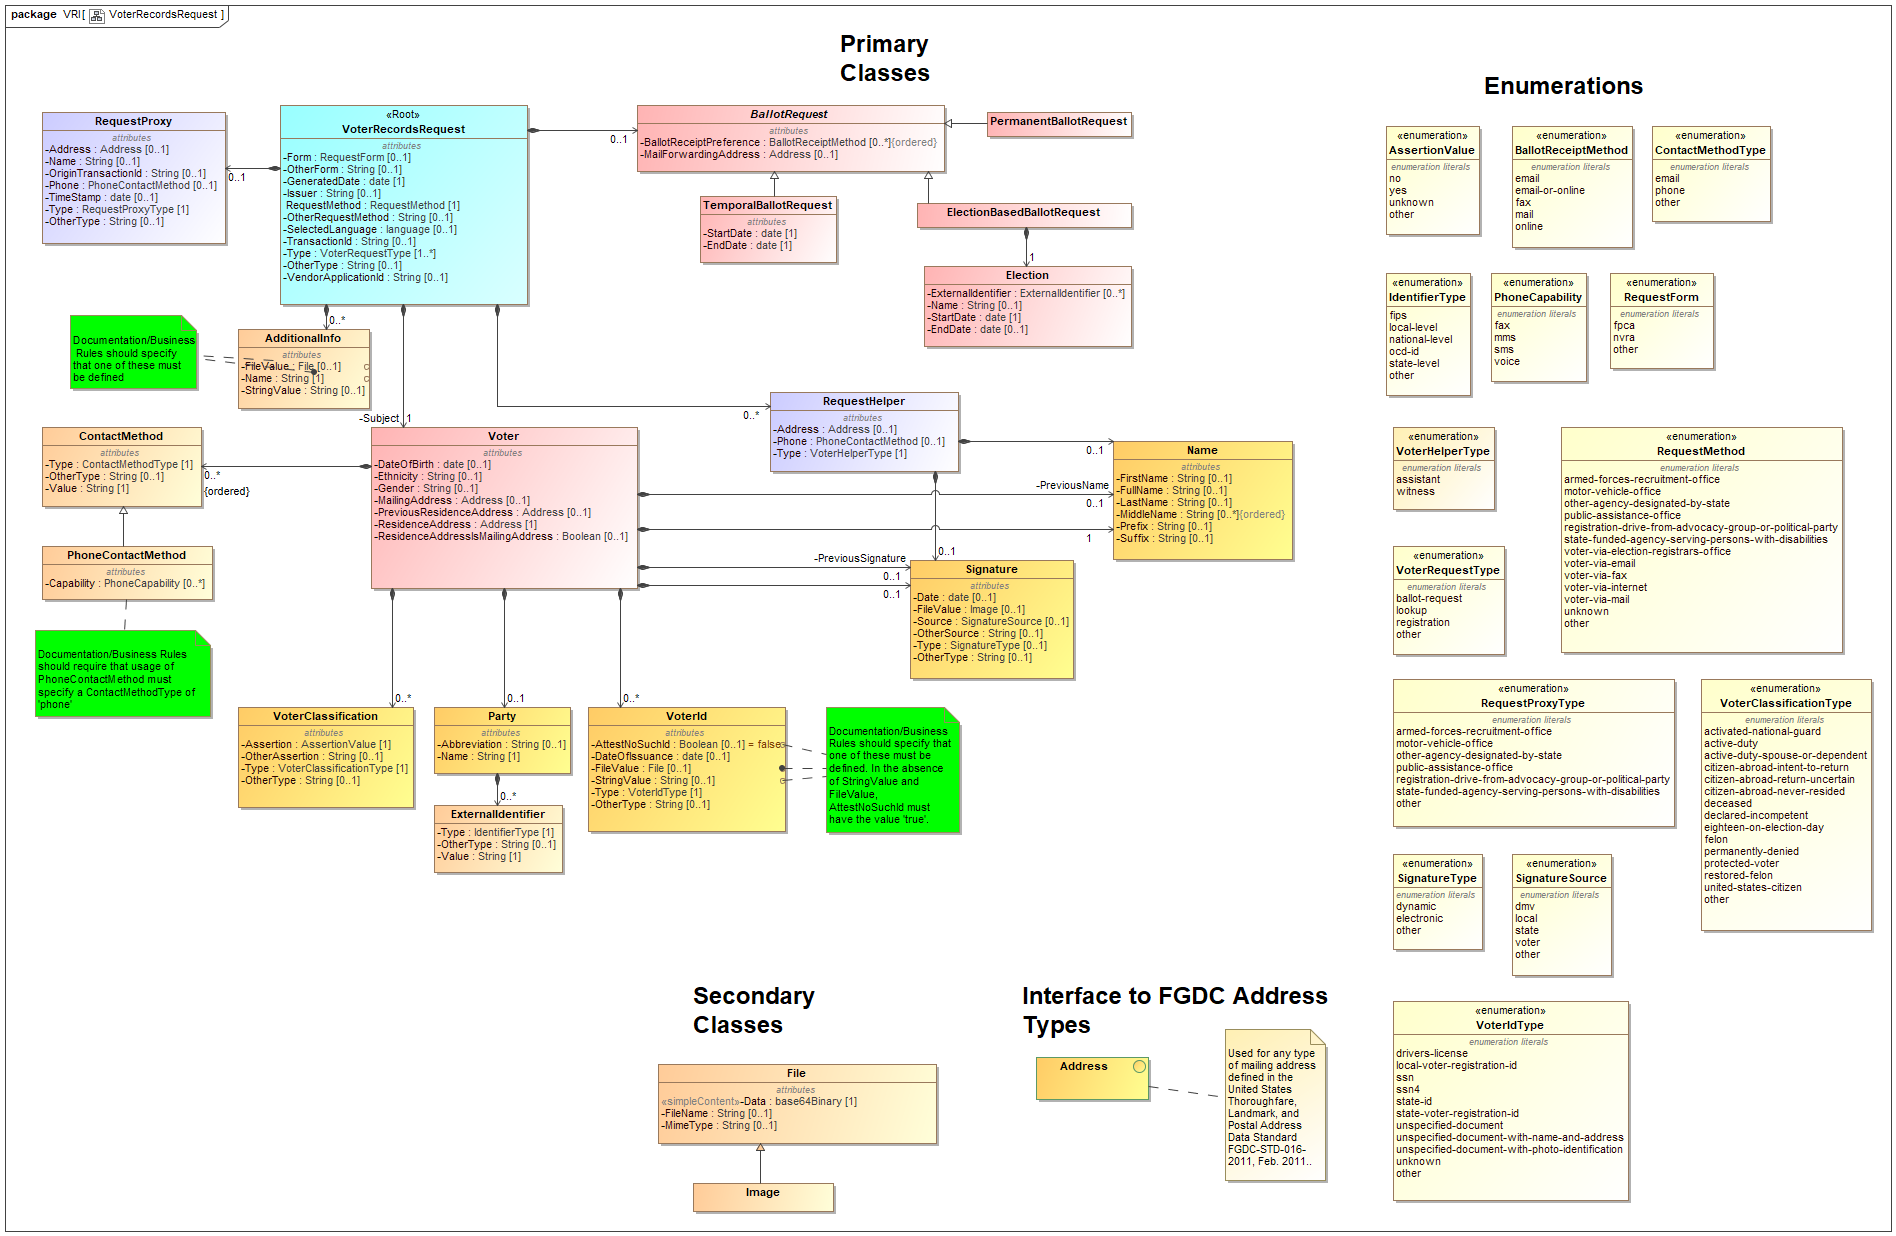 package VRI[ VoterRecordsRequest ]
Primary
Classes
Enumerations
RequestProxy
attributes
-Address : Address [0..1]
-Name : String [0..1]
-OriginTransactionId : String [0..1]
-Phone : PhoneContactMethod [0..1]
-TimeStamp : date [0..1]
-Type : RequestProxyType [1]
-OtherType : String [0..1]
0..1
«Root»
VoterRecordsRequest
attributes
-Form : RequestForm [0..1]
-OtherForm : String [0..1]
-GeneratedDate : date [1]
-Issuer : String [0..1]
RequestMethod : RequestMethod [1]
-OtherRequestMethod : String [0..1]
-SelectedLanguage : language [0..1]
-TransactionId : String [0..1]
-Type : VoterRequestType [1..*]
-OtherType : String [0..1]
-VendorApplicationId : String [0..1]
0..1
BallotRequest
attributes
-BallotReceiptPreference : BallotReceiptMethod [0..*]{ordered}
-MailForwardingAddress : Address [0..1]
PermanentBallotRequest
TemporalBallotRequest
attributes
-StartDate : date [1]
-EndDate : date [1]
ElectionBasedBallotRequest
1
Election
-ExternalIdentifier : ExternalIdentifier [0..*]
-Name : String [0..1]
-StartDate : date [1]
-EndDate : date [0..1]
Documentation/Business
Rules should specify
that one of these must
be defined
0..*
AdditionalInfo
attributes
-FileValue : File [0..1]
-Name : String [1]
-StringValue : String [0..1]
-Subject 1
0..*
RequestHelper
attributes
-Address : Address [0..1]
-Phone : PhoneContactMethod [0..1]
-Type : VoterHelperType [1]
0..1
ContactMethod
attributes
-Type : ContactMethodType [1]
-OtherType : String [0..1]
-Value : String [1]
0..*
{ordered}
Voter
attributes
-DateOfBirth : date [0..1]
-Ethnicity : String [0..1]
-Gender : String [0..1]
-MailingAddress : Address [0..1]
-PreviousResidenceAddress : Address [0..1]
-ResidenceAddress : Address [1]
-ResidenceAddressIsMailingAddress : Boolean [0..1]
-PreviousName
0..1
1
Name
attributes
-FirstName : String [0..1]
-FullName : String [0..1]
-LastName : String [0..1]
-MiddleName : String [0..*]{ordered}
-Prefix : String [0..1]
-Suffix : String [0..1]
PhoneContactMethod
attributes
-Capability : PhoneCapability [0..*]
Documentation/Business Rules
should require that usage of
PhoneContactMethod must
specify a ContactMethodType of
'phone'
-PreviousSignature
0..1
0..1
0..1
Signature
attributes
-Date : date [0..1]
-FileValue : Image [0..1]
-Source : SignatureSource [0..1]
-OtherSource : String [0..1]
-Type : SignatureType [0..1]
-OtherType : String [0..1]
0..*
0..1
0..*
VoterClassification
attributes
-Assertion : AssertionValue [1]
-OtherAssertion : String [0..1]
-Type : VoterClassificationType [1]
-OtherType : String [0..1]
Party
attributes
-Abbreviation : String [0..1]
-Name : String [1]
0..*
ExternalIdentifier
-Type : IdentifierType [1]
-OtherType : String [0..1]
-Value : String [1]
VoterId
attributes
-AttestNoSuchId : Boolean [0..1] = false
-DateOfIssuance : date [0..1]
-FileValue : File [0..1]
-StringValue : String [0..1]
-Type : VoterIdType [1]
-OtherType : String [0..1]
Documentation/Business
Rules should specify that
one of these must be
defined. In the absence
of StringValue and
FileValue,
AttestNoSuchId must
have the value 'true'.
«enumeration»
AssertionValue
enumeration literals
no
yes
unknown
other
«enumeration»
BallotReceiptMethod
enumeration literals
email
email-or-online
fax
mail
online
«enumeration»
ContactMethodType
enumeration literals
email
phone
other
«enumeration»
IdentifierType
enumeration literals
fips
local-level
national-level
ocd-id
state-level
other
«enumeration»
PhoneCapability
enumeration literals
fax
mms
sms
voice
«enumeration»
RequestForm
enumeration literals
fpca
nvra
other
«enumeration»
VoterHelperType
enumeration literals
assistant
witness
«enumeration»
RequestMethod
enumeration literals
armed-forces-recruitment-office
motor-vehicle-office
other-agency-designated-by-state
public-assistance-office
registration-drive-from-advocacy-group-or-political-party
state-funded-agency-serving-persons-with-disabilities
voter-via-election-registrars-office
voter-via-email
voter-via-fax
voter-via-internet
voter-via-mail
unknown
other
«enumeration»
VoterRequestType
enumeration literals
ballot-request
lookup
registration
other
«enumeration»
RequestProxyType
enumeration literals
armed-forces-recruitment-office
motor-vehicle-office
other-agency-designated-by-state
public-assistance-office
registration-drive-from-advocacy-group-or-political-party
state-funded-agency-serving-persons-with-disabilities
other
«enumeration»
VoterClassificationType
enumeration literals
activated-national-guard
active-duty
active-duty-spouse-or-dependent
citizen-abroad-intent-to-return
citizen-abroad-return-uncertain
citizen-abroad-never-resided
deceased
declared-incompetent
eighteen-on-election-day
felon
permanently-denied
protected-voter
restored-felon
united-states-citizen
other
«enumeration»
SignatureType
enumeration literals
dynamic
electronic
other
«enumeration»
SignatureSource
enumeration literals
dmv
local
state
voter
other
«enumeration»
VoterIdType
enumeration literals
drivers-license
local-voter-registration-id
ssn
ssn4
state-id
state-voter-registration-id
unspecified-document
unspecified-document-with-name-and-address
unspecified-document-with-photo-identification
unknown
other
Secondary
Classes
File
attributes
«simpleContent»-Data : base64Binary [1]
-FileName : String [0..1]
-MimeType : String [0..1]
Image
Interface to FGDC Address
Types
Address
Used for any type
of mailing address
defined in the
United States
Thoroughfare,
Landmark, and
Postal Address
Data Standard
FGDC-STD-016-
2011, Feb. 2011..